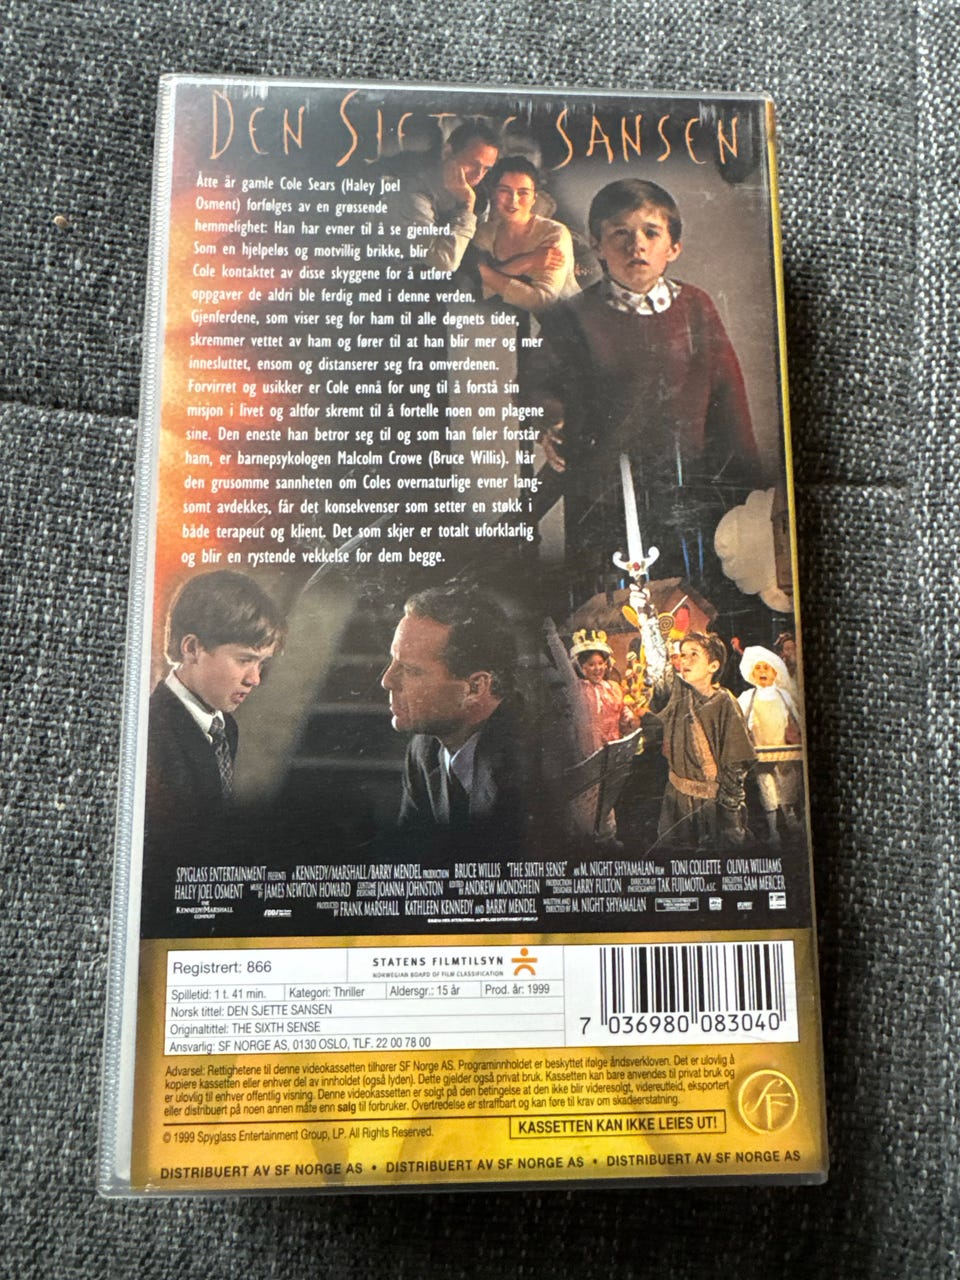 DEN SJETTE SANSEN
Åtte år gamle Cole Sears (Haley Joel
Osment) forfølges av en grøssende
hemmelighet: Han har evner til å se gjenferd.
Som en hjelpeløs og motvillig brikke, blir
Cole kontaktet av disse skyggene for å utføre
oppgaver de aldri ble ferdig med i denne verden.
Gjenferdene, som viser seg for ham til alle døgnets tider,
skremmer vettet av ham og fører til at han blir mer og mer
innesluttet, ensom og distanserer seg fra omverdenen.
Forvirret og usikker er Cole ennå for ung til å forstå sin
misjon i livet og altfor skremt til å fortelle noen om plagene
sine. Den eneste han betror seg til og som han føler forstår
ham, er barnepsykologen Malcolm Crowe (Bruce Willis). Når
den grusomme sannheten om Coles overnaturlige evner lang-
somt avdekkes, får det konsekvenser som setter en støkk i
både terapeut og klient. Det som skjer er totalt uforklarlig
og blir en rystende vekkelse for dem begge.
SPYGLASS ENTERTAINMENT PRESENTS A KENNEDY/MARSHALL/BARRY MENDEL PRODUCTION BRUCE WILLIS "THE SIXTH SENSE" AN M. NIGHT SHYAMALAN FILM TONI COLLETTE OLIVIA WILLIAMS
HALEY JOEL OSMENT MUSIC BY JAMES NEWTON HOWARD COSTUME DESIGNER JOANNA JOHNSTON EDITED BY ANDREW MONDSHEIN PRODUCTION DESIGNER LARRY FULTON DIRECTOR OF PHOTOGRAPHY TAK FUJIMOTO, A.S.C. EXECUTIVE PRODUCER SAM MERCER
THE KENNEDY/MARSHALL COMPANY PRODUCED BY FRANK MARSHALL KATHLEEN KENNEDY AND BARRY MENDEL WRITTEN AND DIRECTED BY M. NIGHT SHYAMALAN
Registrert: 866
STATENS FILMTILSYN
NORWEGIAN BOARD OF FILM CLASSIFICATION
Spilletid: 1 t. 41 min. Kategori: Thriller Aldersgr.: 15 år Prod. år: 1999
Norsk tittel: DEN SJETTE SANSEN
Originaltittel: THE SIXTH SENSE
Ansvarlig: SF NORGE AS, 0130 OSLO, TLF. 22 00 78 00
7 036980 083040
Advarsel: Rettighetene til denne videokassetten tilhører SF Norge AS. Programinnholdet er beskyttet ifølge åndsverkloven. Det er ulovlig å
kopiere kassetten eller enhver del av innholdet (også lyden). Dette gjelder også privat bruk. Kassetten kan bare anvendes til privat bruk og
er ulovlig til enhver offentlig visning. Denne videokassetten er solgt på den betingelse at den ikke blir videresolgt, videreutleid, eksportert
eller distribuert på noen annen måte enn salg til forbruker. Overtredelse er straffbart og kan føre til krav om skadeerstatning.
SF
© 1999 Spyglass Entertainment Group, LP. All Rights Reserved.
KASSETTEN KAN IKKE LEIES UT!
DISTRIBUERT AV SF NORGE AS • DISTRIBUERT AV SF NORGE AS • DISTRIBUERT AV SF NORGE AS